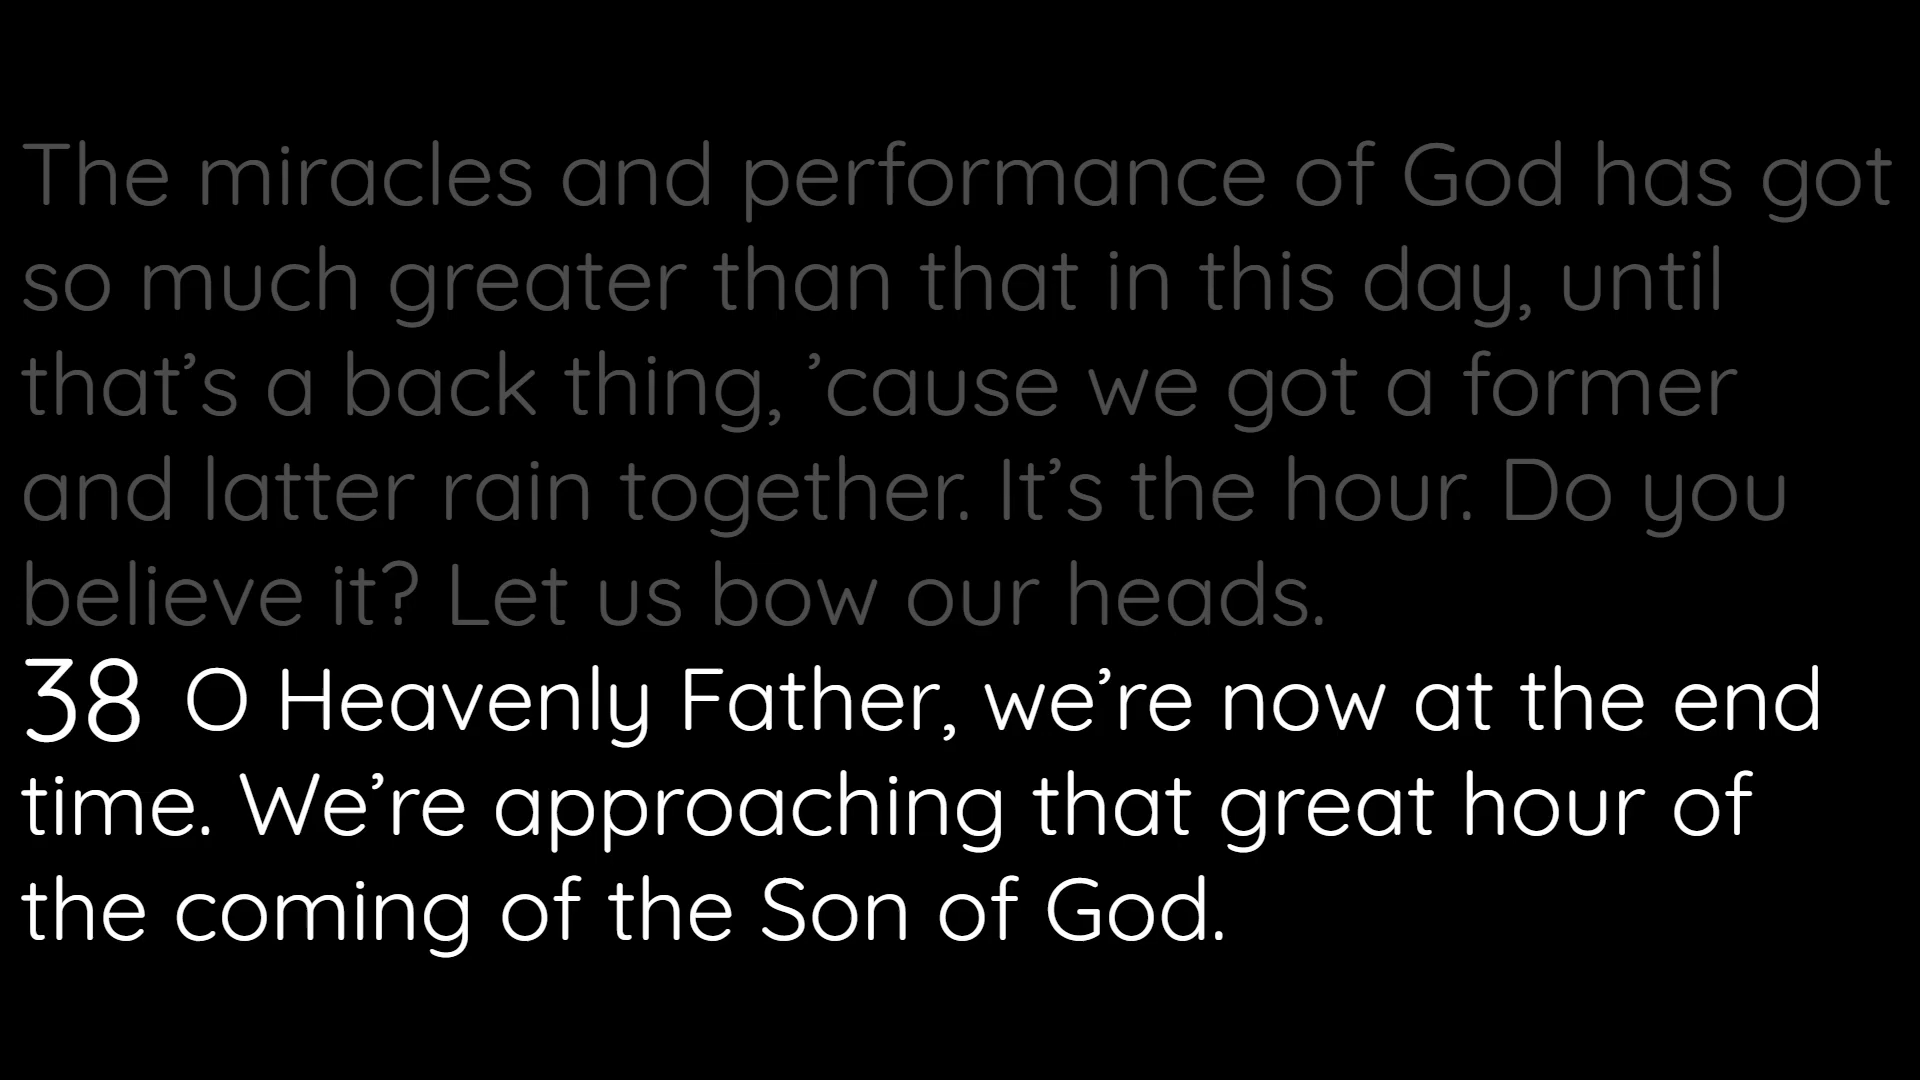 The miracles and performance of God has got
so much greater than that in this day, until
that’s a back thing, ’cause we got a former
and latter rain together. It’s the hour. Do you
believe it? Let us bow our heads.
38 O Heavenly Father, we’re now at the end
time. We’re approaching that great hour of
the coming of the Son of God.